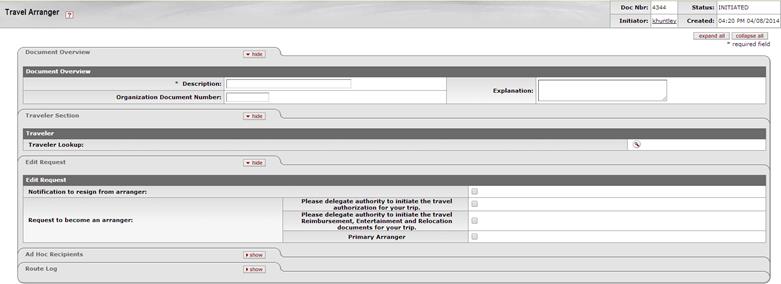 Travel Arranger ?
Doc Nbr: 4344 Status: INITIATED
Initiator: khuntley Created: 04:20 PM 04/08/2014
expand all collapse all
* required field
Document Overview hide
Document Overview
* Description:
Explanation:
Organization Document Number:
Traveler Section hide
Traveler
Traveler Lookup:
Edit Request hide
Edit Request
Notification to resign from arranger:
Request to become an arranger:
Please delegate authority to initiate the travel
authorization for your trip.
Please delegate authority to initiate the travel
Reimbursement, Entertainment and Relocation
documents for your trip.
Primary Arranger
Ad Hoc Recipients show
Route Log show